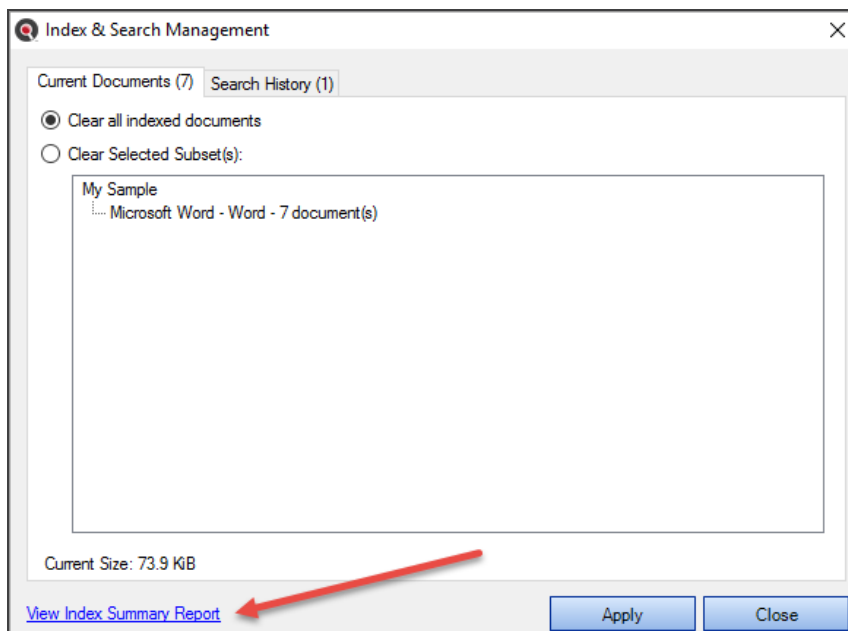 Index & Search Management
Current Documents (7)
Search History (1)
Clear all indexed documents
Clear Selected Subset(s):
My Sample
Microsoft Word - Word - 7 document(s)
Current Size: 73.9 KiB
View Index Summary Report
Apply
Close